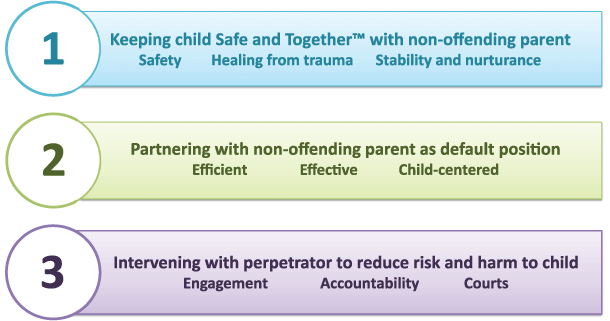 1
Keeping child Safe and Together™ with non-offending parent
Safety Healing from trauma Stability and nurturance
2
Partnering with non-offending parent as default position
Efficient Effective Child-centered
3
Intervening with perpetrator to reduce risk and harm to child
Engagement Accountability Courts